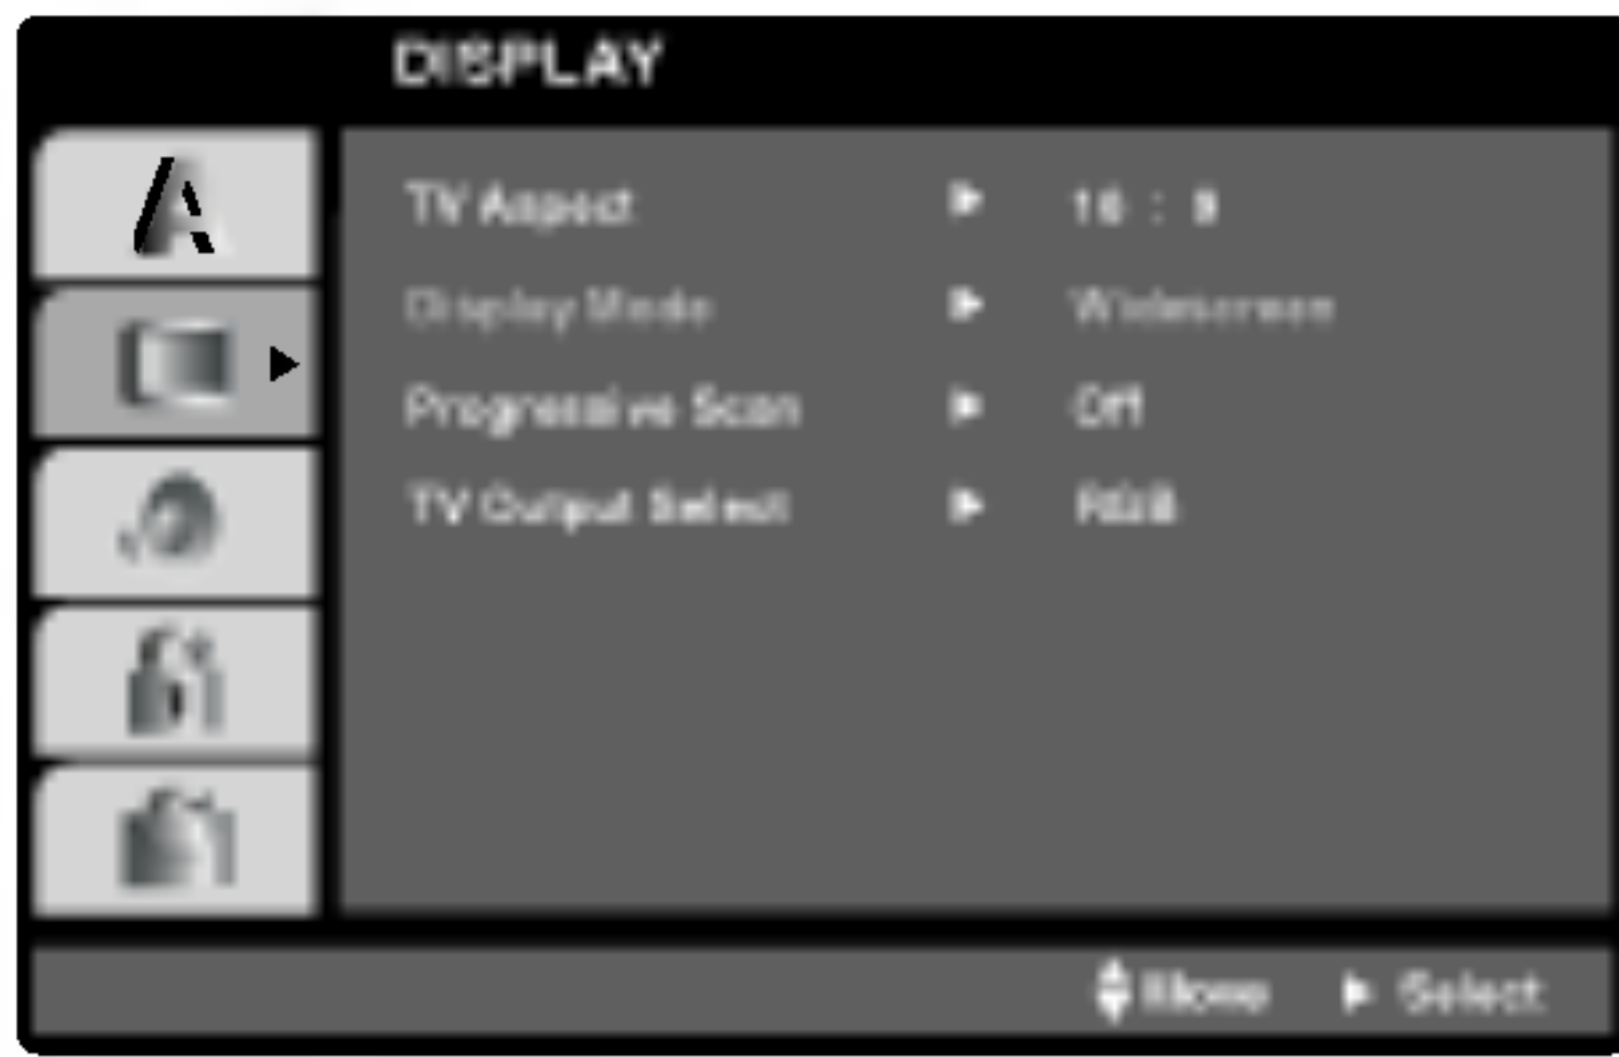 DISPLAY
A
TV Aspect ► 16 : 9
Display Mode ► Widescreen
Progressive Scan ► Off
TV Output Select ► RGB
Move ► Select